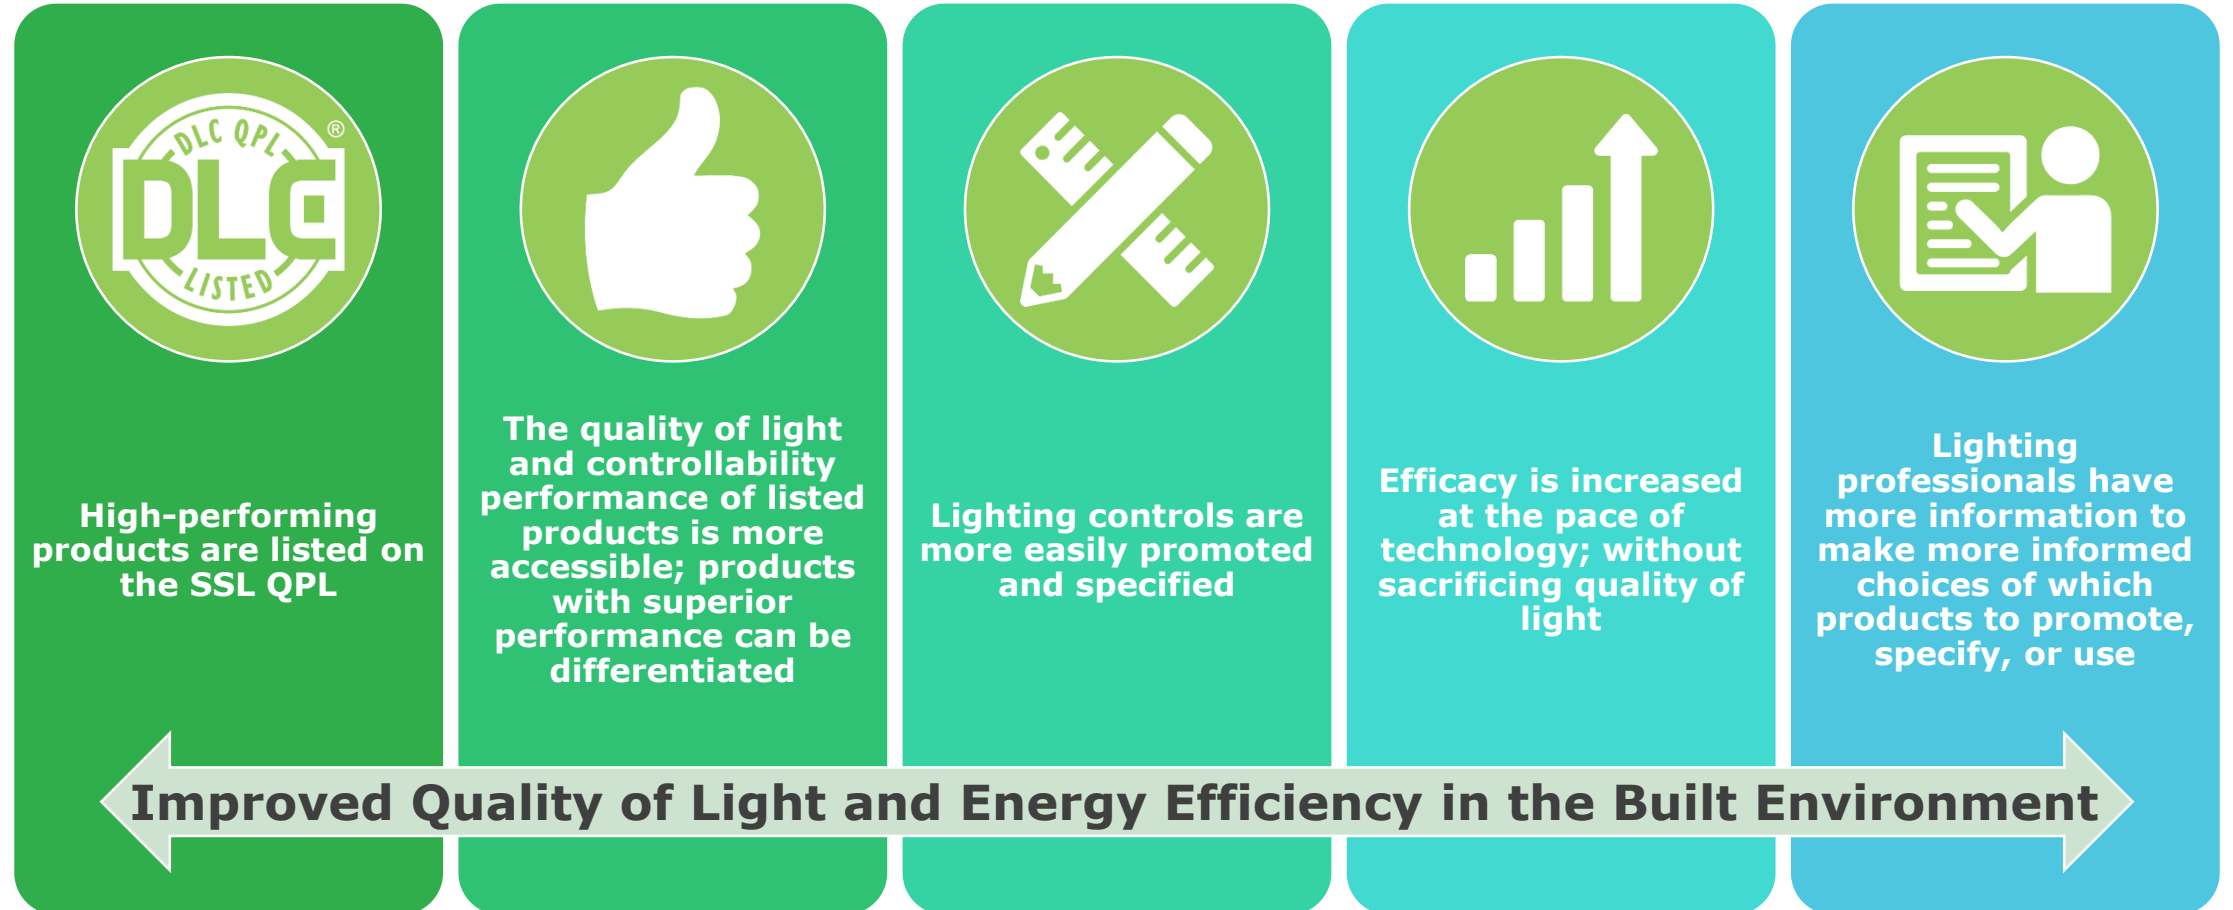 DLC QPL
®
DLC
LISTED
High-performing
products are listed on
the SSL QPL
The quality of light
and controllability
performance of listed
products is more
accessible; products
with superior
performance can be
differentiated
Lighting controls are
more easily promoted
and specified
Efficacy is increased
at the pace of
technology; without
sacrificing quality of
light
Lighting
professionals have
more information to
make more informed
choices of which
products to promote,
specify, or use
Improved Quality of Light and Energy Efficiency in the Built Environment